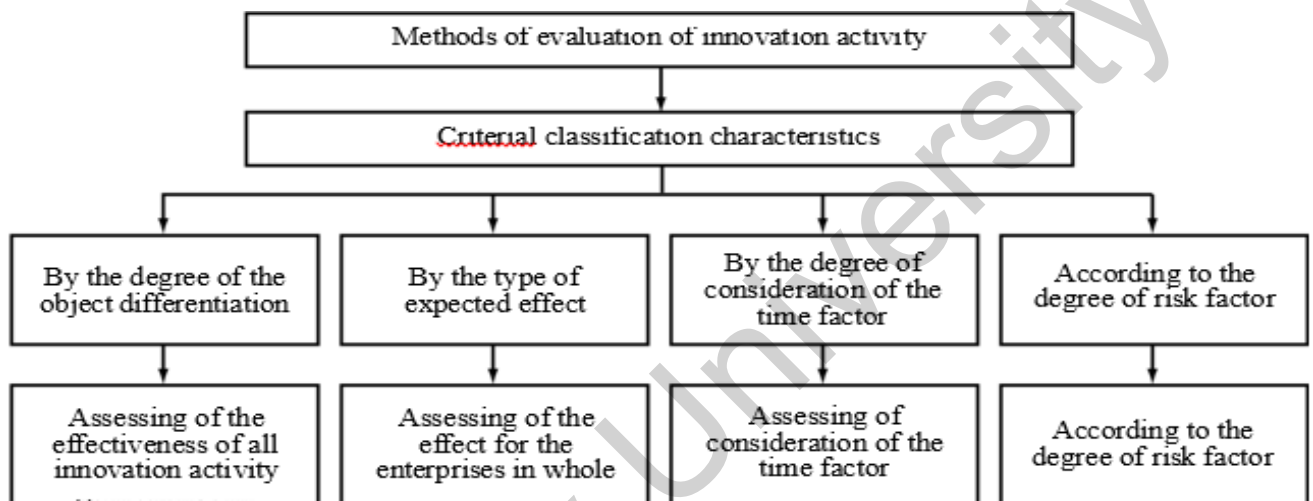 Methods of evaluation of innovation activity
Criterial classification characteristics
By the degree of the
object differentiation
By the type of
expected effect
By the degree of
consideration of the
time factor
According to the
degree of risk factor
Assessing of the
effectiveness of all
innovation activity
Assessing of the
effect for the
enterprises in whole
Assessing of
consideration of the
time factor
According to the
degree of risk factor
University